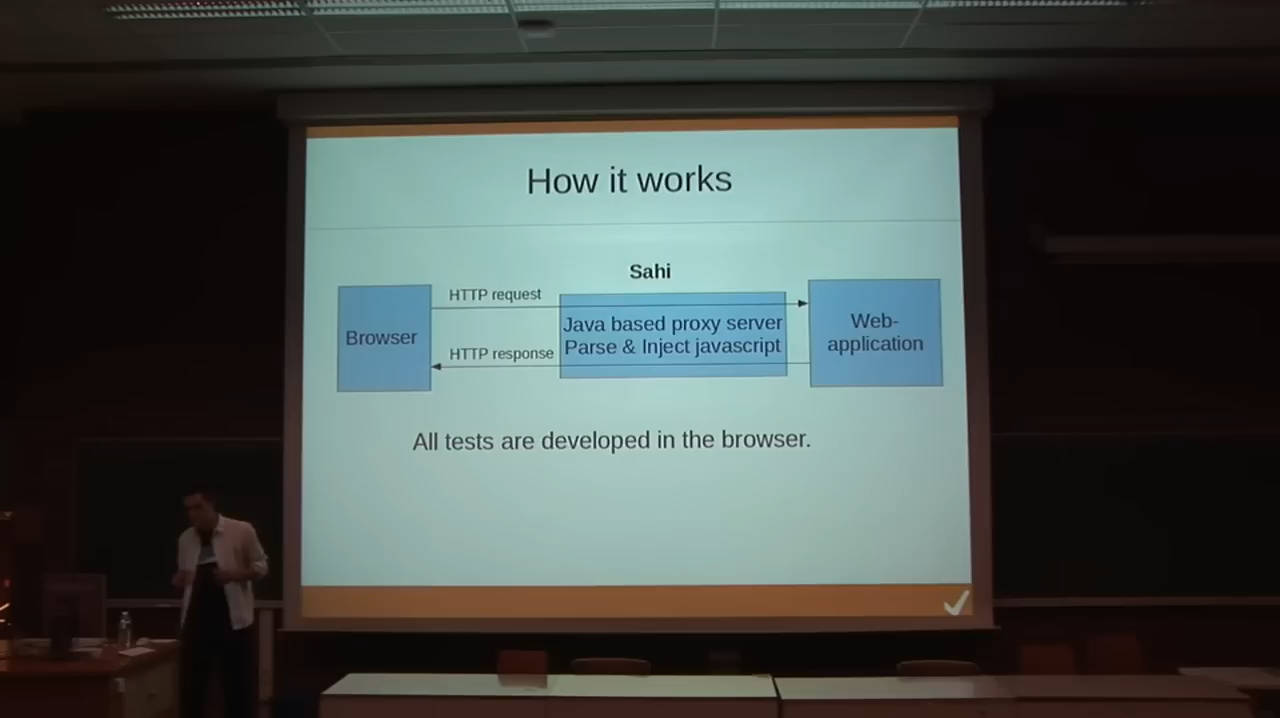 How it works
Sahi
HTTP request
Browser
Java based proxy server
Parse & Inject javascript
HTTP response
Web-
application
All tests are developed in the browser.